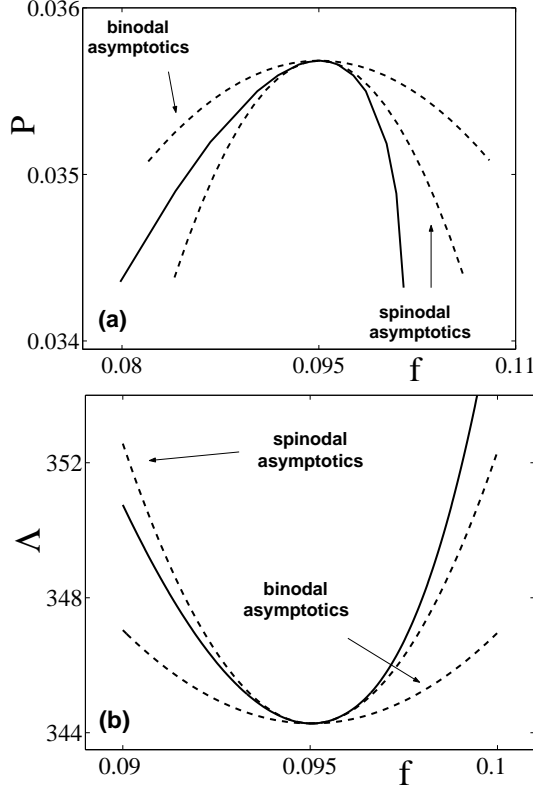 0.036
binodal
asymptotics
P
0.035
spinodal
asymptotics
(a)
0.034
0.08
0.095
f
0.11
352
spinodal
asymptotics
Λ
binodal
asymptotics
348
(b)
344
0.09
0.095
f
0.1